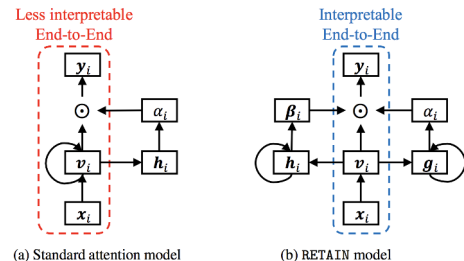 Less interpretable
End-to-End
y_i
⊙
α_i
v_i
h_i
x_i
(a) Standard attention model
Interpretable
End-to-End
y_i
β_i
⊙
α_i
h_i
v_i
g_i
x_i
(b) RETAIN model